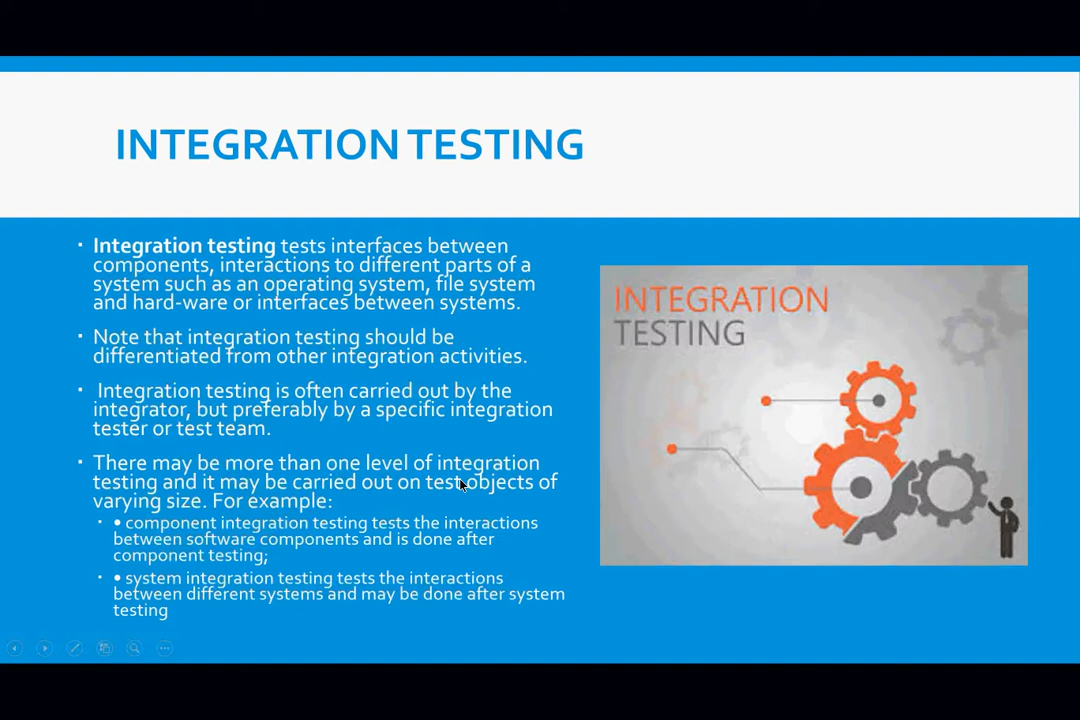 INTEGRATION TESTING
▪ Integration testing tests interfaces between
components, interactions to different parts of a
system such as an operating system, file system
and hard-ware or interfaces between systems.
▪ Note that integration testing should be
differentiated from other integration activities.
▪ Integration testing is often carried out by the
integrator, but preferably by a specific integration
tester or test team.
▪ There may be more than one level of integration
testing and it may be carried out on test objects of
varying size. For example:
▪ • component integration testing tests the interactions
between software components and is done after
component testing;
▪ • system integration testing tests the interactions
between different systems and may be done after system
testing
INTEGRATION
TESTING